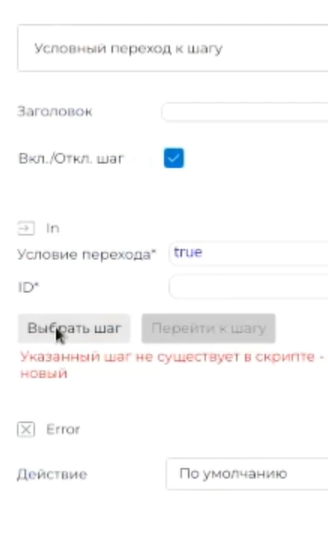 Условный переход к шагу
Заголовок
Вкл./Откл. шаг
In
Условие перехода*
true
ID*
Выбрать шаг
Перейти к шагу
Указанный шаг не существует в скрипте -
новый
Error
Действие
По умолчанию